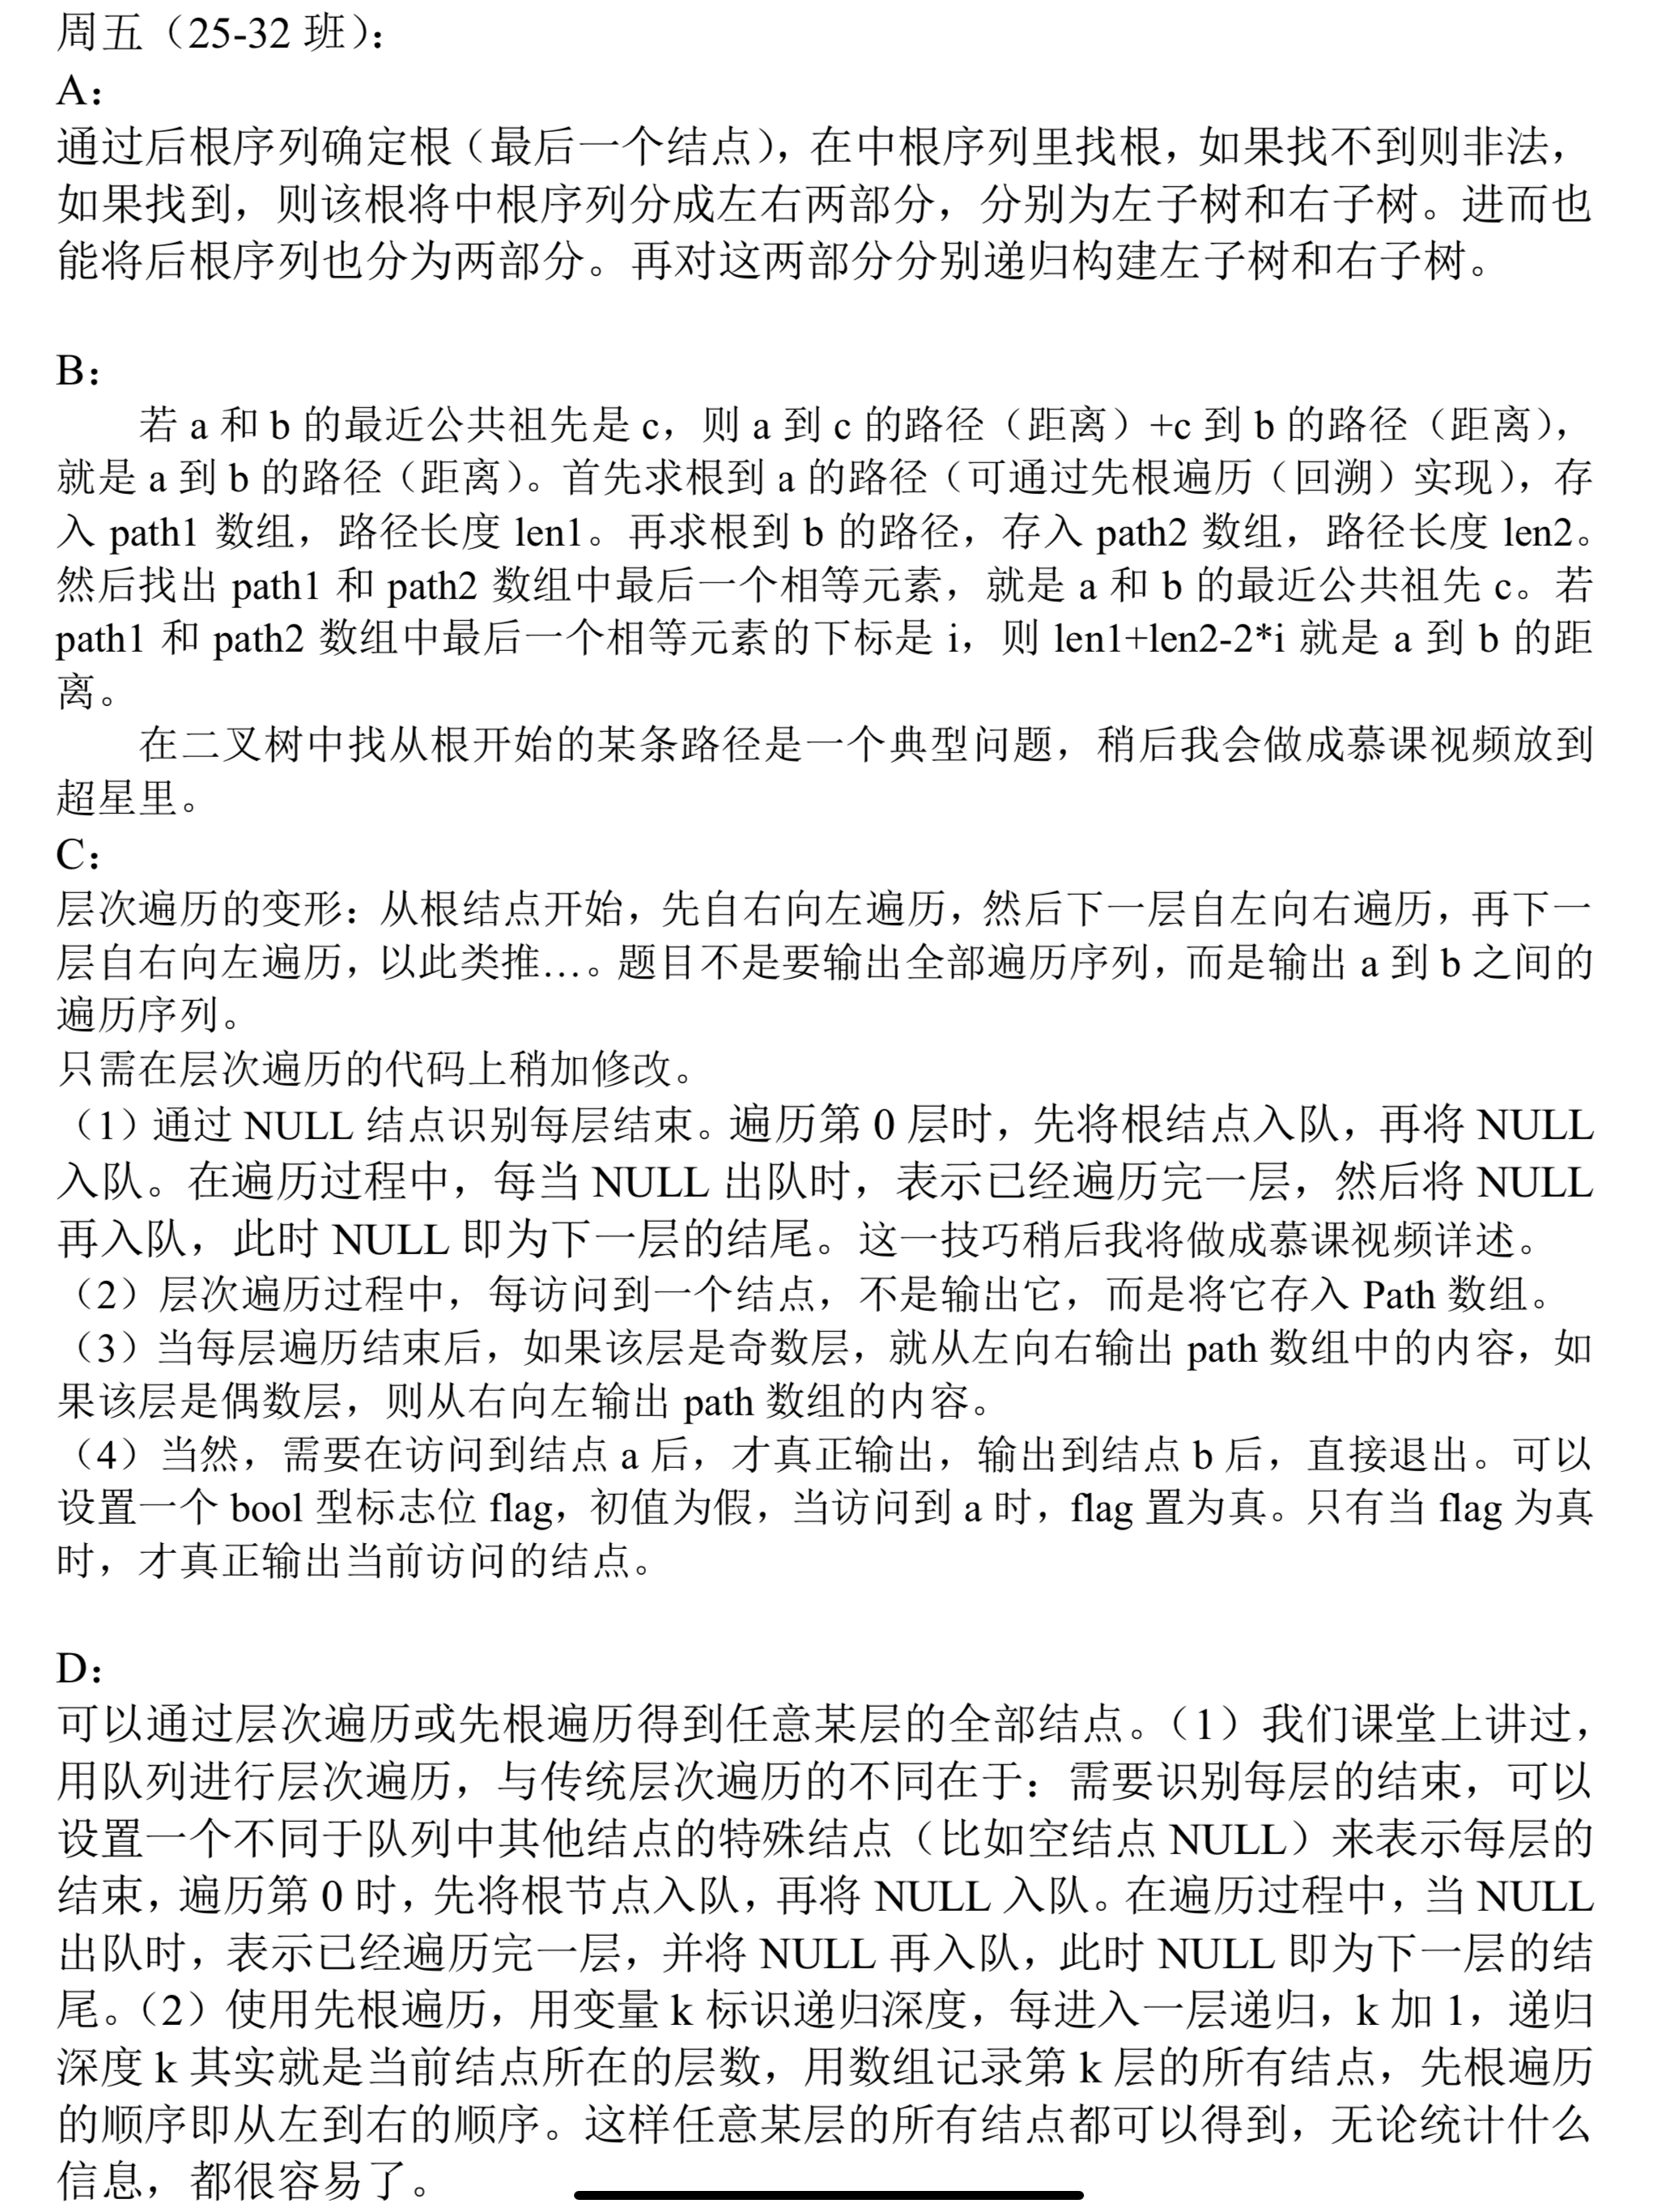 周五（25-32 班）：
A：
通过后根序列确定根（最后一个结点），在中根序列里找根，如果找不到则非法，
如果找到，则该根将中根序列分成左右两部分，分别为左子树和右子树。进而也
能将后根序列也分为两部分。再对这两部分分别递归构建左子树和右子树。
B：
若 a 和 b 的最近公共祖先是 c，则 a 到 c 的路径（距离）+c 到 b 的路径（距离），
就是 a 到 b 的路径（距离）。首先求根到 a 的路径（可通过先根遍历（回溯）实现），存
入 path1 数组，路径长度 len1。再求根到 b 的路径，存入 path2 数组，路径长度 len2。
然后找出 path1 和 path2 数组中最后一个相等元素，就是 a 和 b 的最近公共祖先 c。若
path1 和 path2 数组中最后一个相等元素的下标是 i，则 len1+len2-2*i 就是 a 到 b 的距
离。
在二叉树中找从根开始的某条路径是一个典型问题，稍后我会做成慕课视频放到
超星里。
C：
层次遍历的变形：从根结点开始，先自右向左遍历，然后下一层自左向右遍历，再下一
层自右向左遍历，以此类推…。题目不是要输出全部遍历序列，而是输出 a 到 b 之间的
遍历序列。
只需在层次遍历的代码上稍加修改。
（1）通过 NULL 结点识别每层结束。遍历第 0 层时，先将根结点入队，再将 NULL
入队。在遍历过程中，每当 NULL 出队时，表示已经遍历完一层，然后将 NULL
再入队，此时 NULL 即为下一层的结尾。这一技巧稍后我将做成慕课视频详述。
（2）层次遍历过程中，每访问到一个结点，不是输出它，而是将它存入 Path 数组。
（3）当每层遍历结束后，如果该层是奇数层，就从左向右输出 path 数组中的内容，如
果该层是偶数层，则从右向左输出 path 数组的内容。
（4）当然，需要在访问到结点 a 后，才真正输出，输出到结点 b 后，直接退出。可以
设置一个 bool 型标志位 flag，初值为假，当访问到 a 时，flag 置为真。只有当 flag 为真
时，才真正输出当前访问的结点。
D：
可以通过层次遍历或先根遍历得到任意某层的全部结点。（1）我们课堂上讲过，
用队列进行层次遍历，与传统层次遍历的不同在于：需要识别每层的结束，可以
设置一个不同于队列中其他结点的特殊结点（比如空结点 NULL）来表示每层的
结束，遍历第 0 时，先将根节点入队，再将 NULL 入队。在遍历过程中，当 NULL
出队时，表示已经遍历完一层，并将 NULL 再入队，此时 NULL 即为下一层的结
尾。（2）使用先根遍历，用变量 k 标识递归深度，每进入一层递归，k 加 1，递归
深度 k 其实就是当前结点所在的层数，用数组记录第 k 层的所有结点，先根遍历
的顺序即从左到右的顺序。这样任意某层的所有结点都可以得到，无论统计什么
信息，都很容易了。